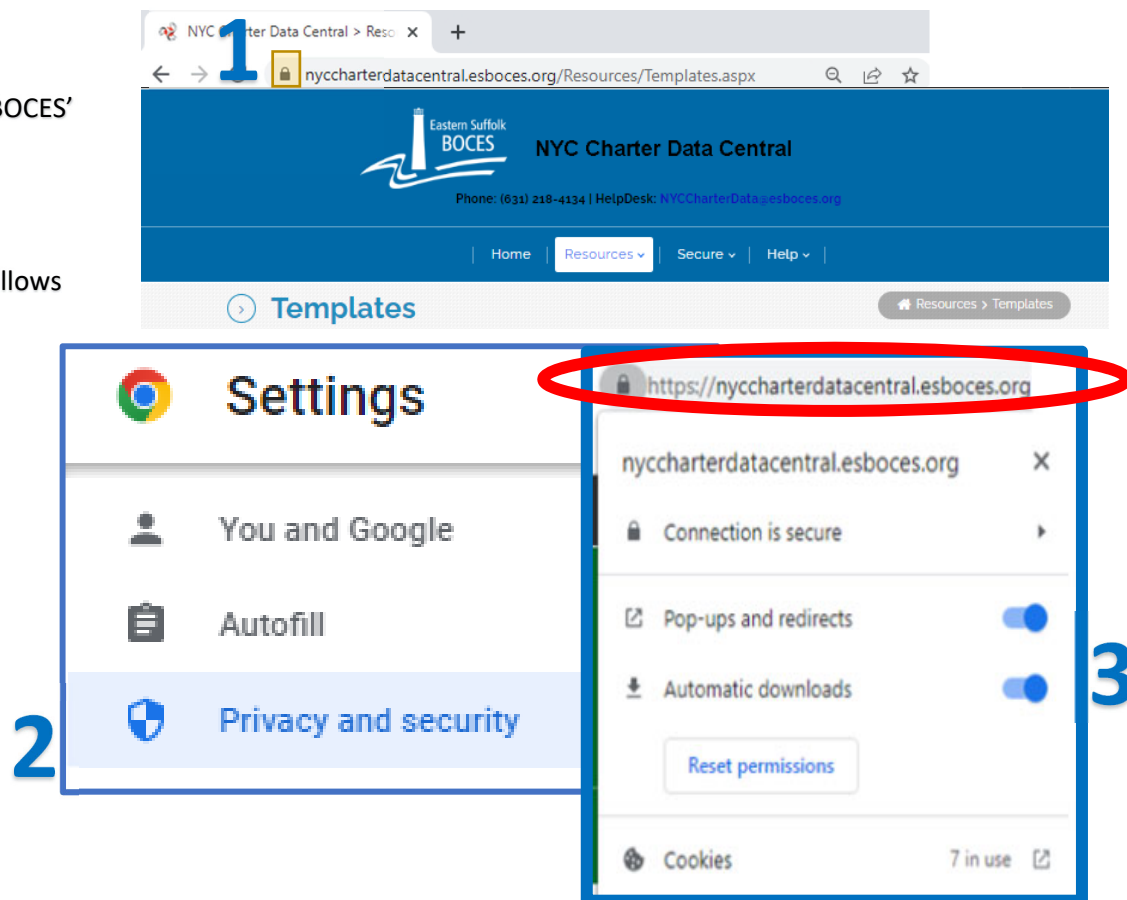 NYC Ch rter Data Central > Reso
1
nyccharterdatacentral.esboces.org/Resources/Templates.aspx
BOCES'
Eastern Suffolk
BOCES
NYC Charter Data Central
Phone: (631) 218-4134 | HelpDesk: NYCCharterData@esboces.org
Home | Resources | Secure | Help |
llows
Templates
Resources > Templates
Settings
https://nyccharterdatacentral.esboces.org
nyccharterdatacentral.esboces.org
You and Google
Connection is secure
Autofill
Pop-ups and redirects
3
Automatic downloads
2
Privacy and security
Reset permissions
Cookies 7 in use